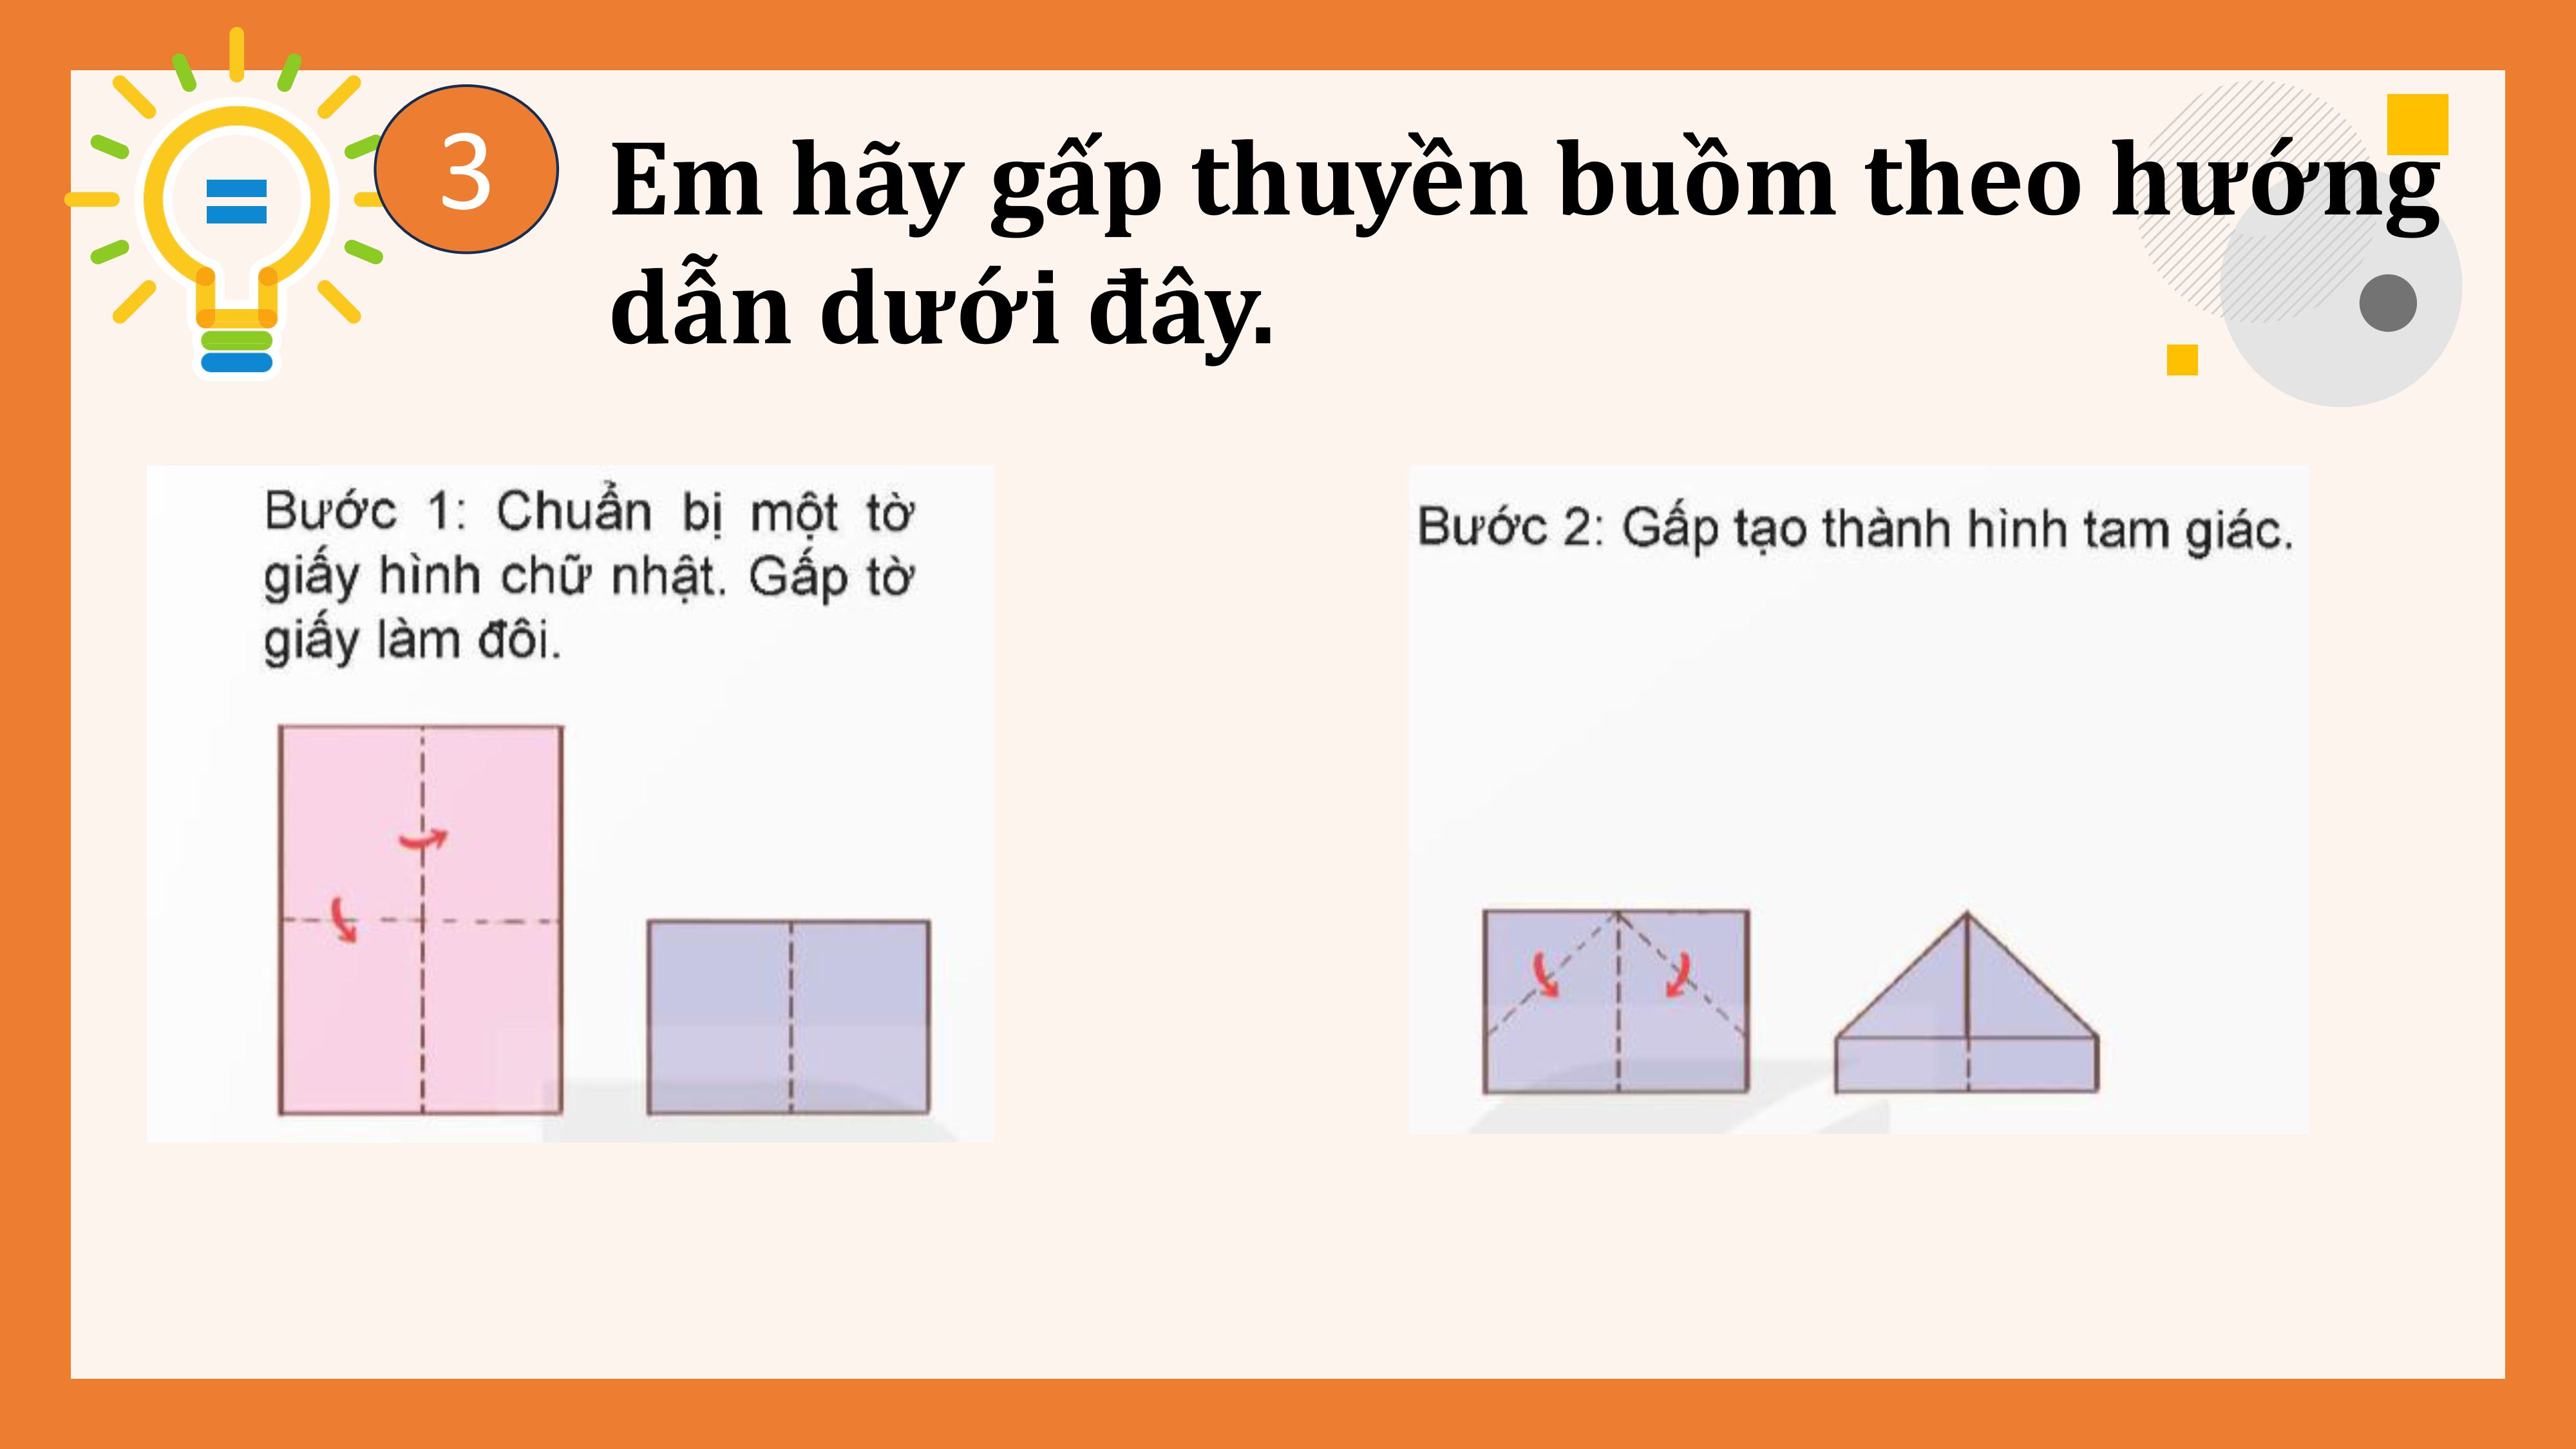 3
Em hãy gấp thuyền buồm theo hướng
dẫn dưới đây.
Bước 1: Chuẩn bị một tờ
giấy hình chữ nhật. Gấp tờ
giấy làm đôi.
Bước 2: Gấp tạo thành hình tam giác.